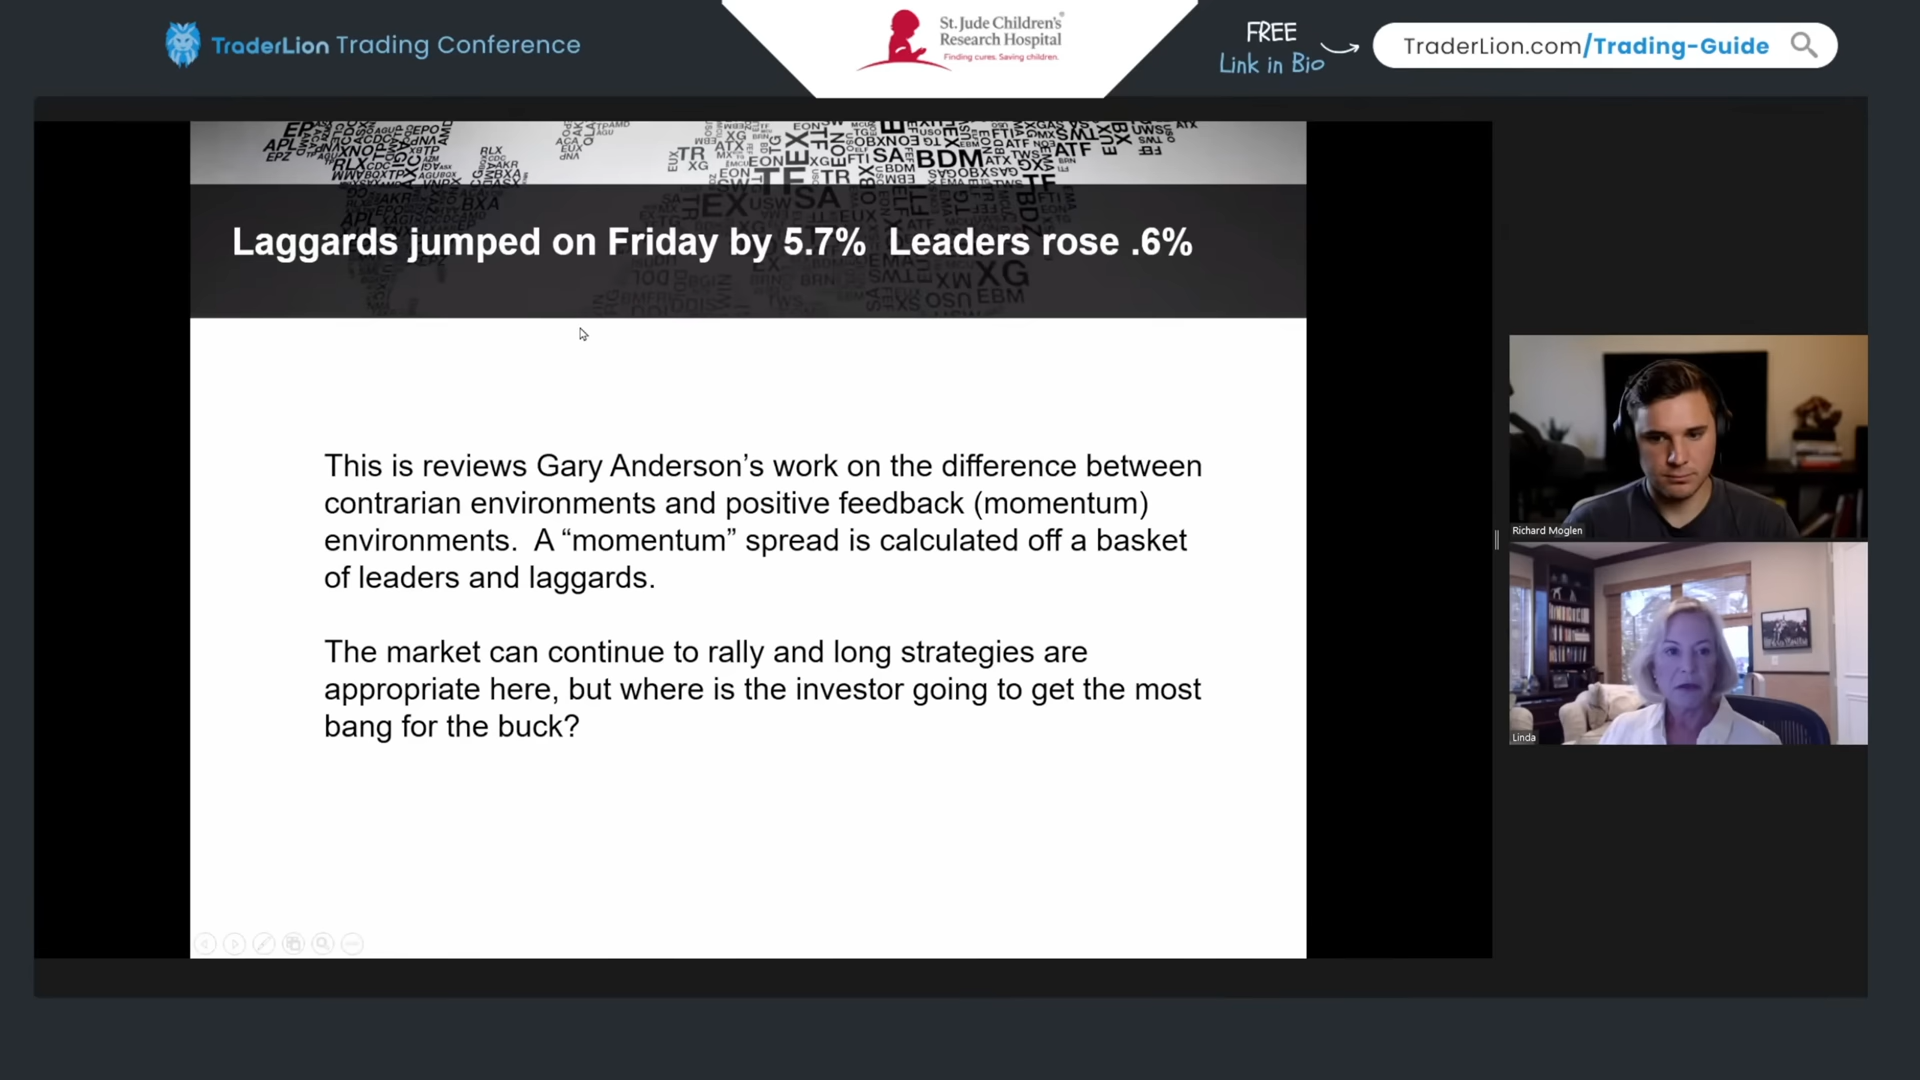 TraderLion Trading Conference
St. Jude Children's
Research Hospital
Finding cures. Saving children.
FREE
Link in Bio
TraderLion.com/Trading-Guide
Laggards jumped on Friday by 5.7%  Leaders rose .6%
This is reviews Gary Anderson’s work on the difference between
contrarian environments and positive feedback (momentum)
environments.  A “momentum” spread is calculated off a basket
of leaders and laggards.
The market can continue to rally and long strategies are
appropriate here, but where is the investor going to get the most
bang for the buck?
Richard Moglen
Linda